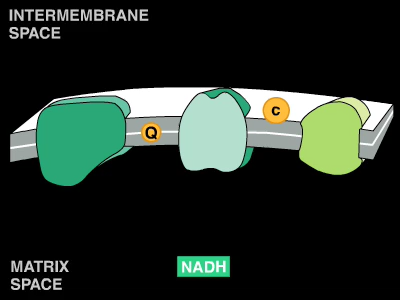 INTERMEMBRANE
SPACE
c
Q
MATRIX
SPACE
NADH